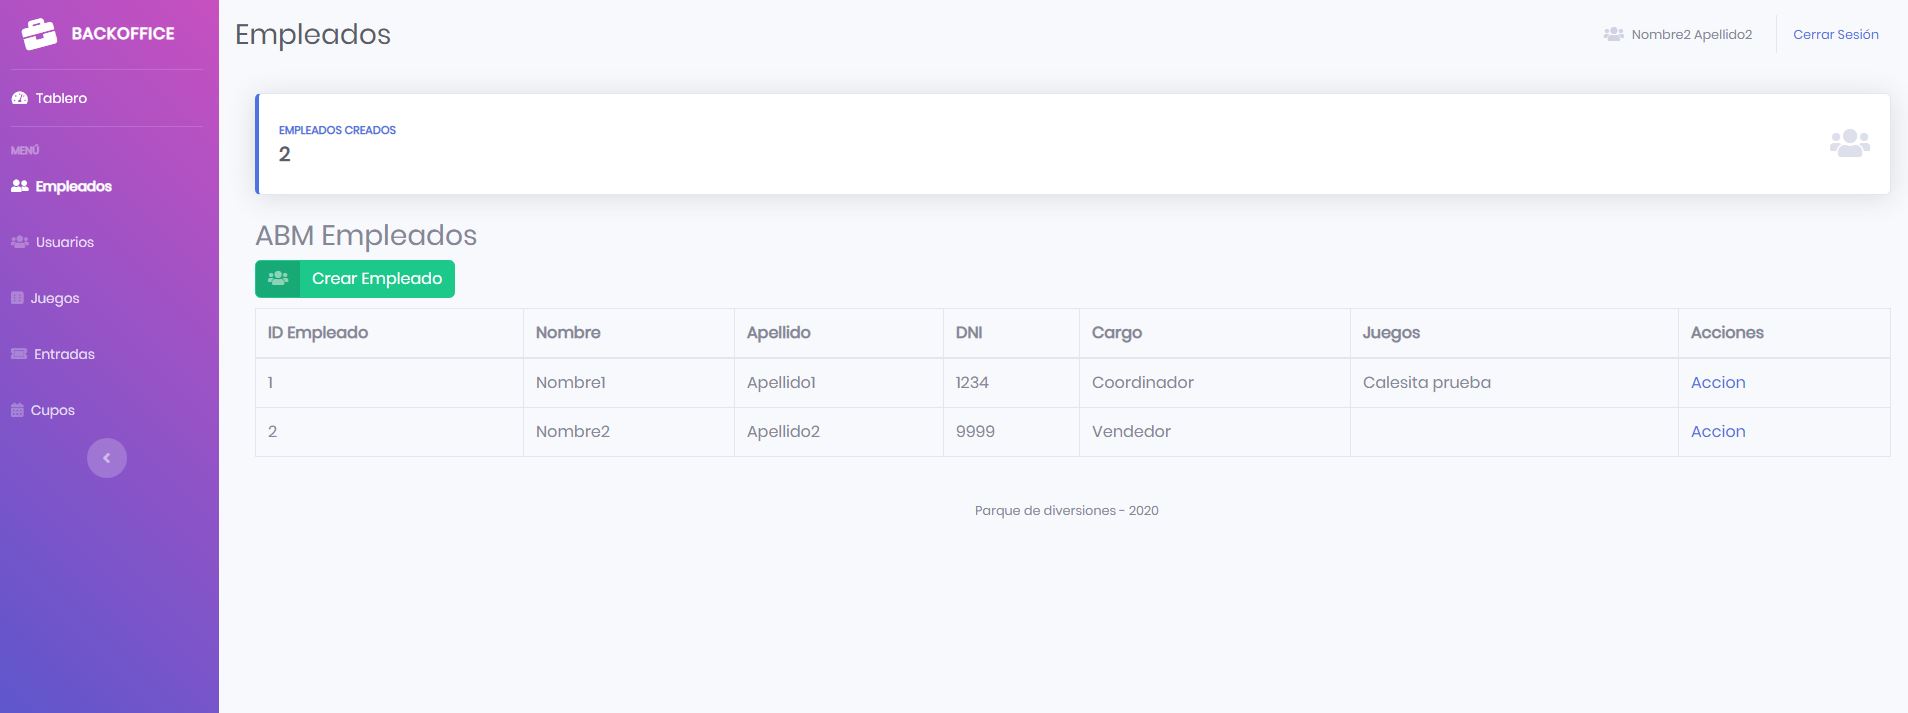 BACKOFFICE
Tablero
MENÚ
Empleados
Usuarios
Juegos
Entradas
Cupos
Empleados
Nombre2 Apellido2
Cerrar Sesión
EMPLEADOS CREADOS
2
ABM Empleados
Crear Empleado
ID Empleado Nombre Apellido DNI Cargo Juegos Acciones
1 Nombre1 Apellido1 1234 Coordinador Calesita prueba Accion
2 Nombre2 Apellido2 9999 Vendedor Accion
Parque de diversiones - 2020